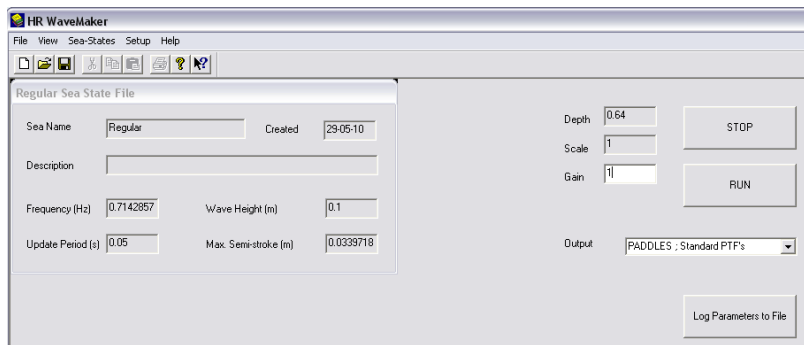 HR WaveMaker
File View Sea-States Setup Help
Regular Sea State File
Sea Name Regular Created 29-05-10
Description
Frequency (Hz) 0.7142857 Wave Height (m) 0.1
Update Period (s) 0.05 Max. Semi-stroke (m) 0.0339718
Depth 0.64
Scale 1
Gain 1
STOP
RUN
Output PADDLES ; Standard PTF's
Log Parameters to File